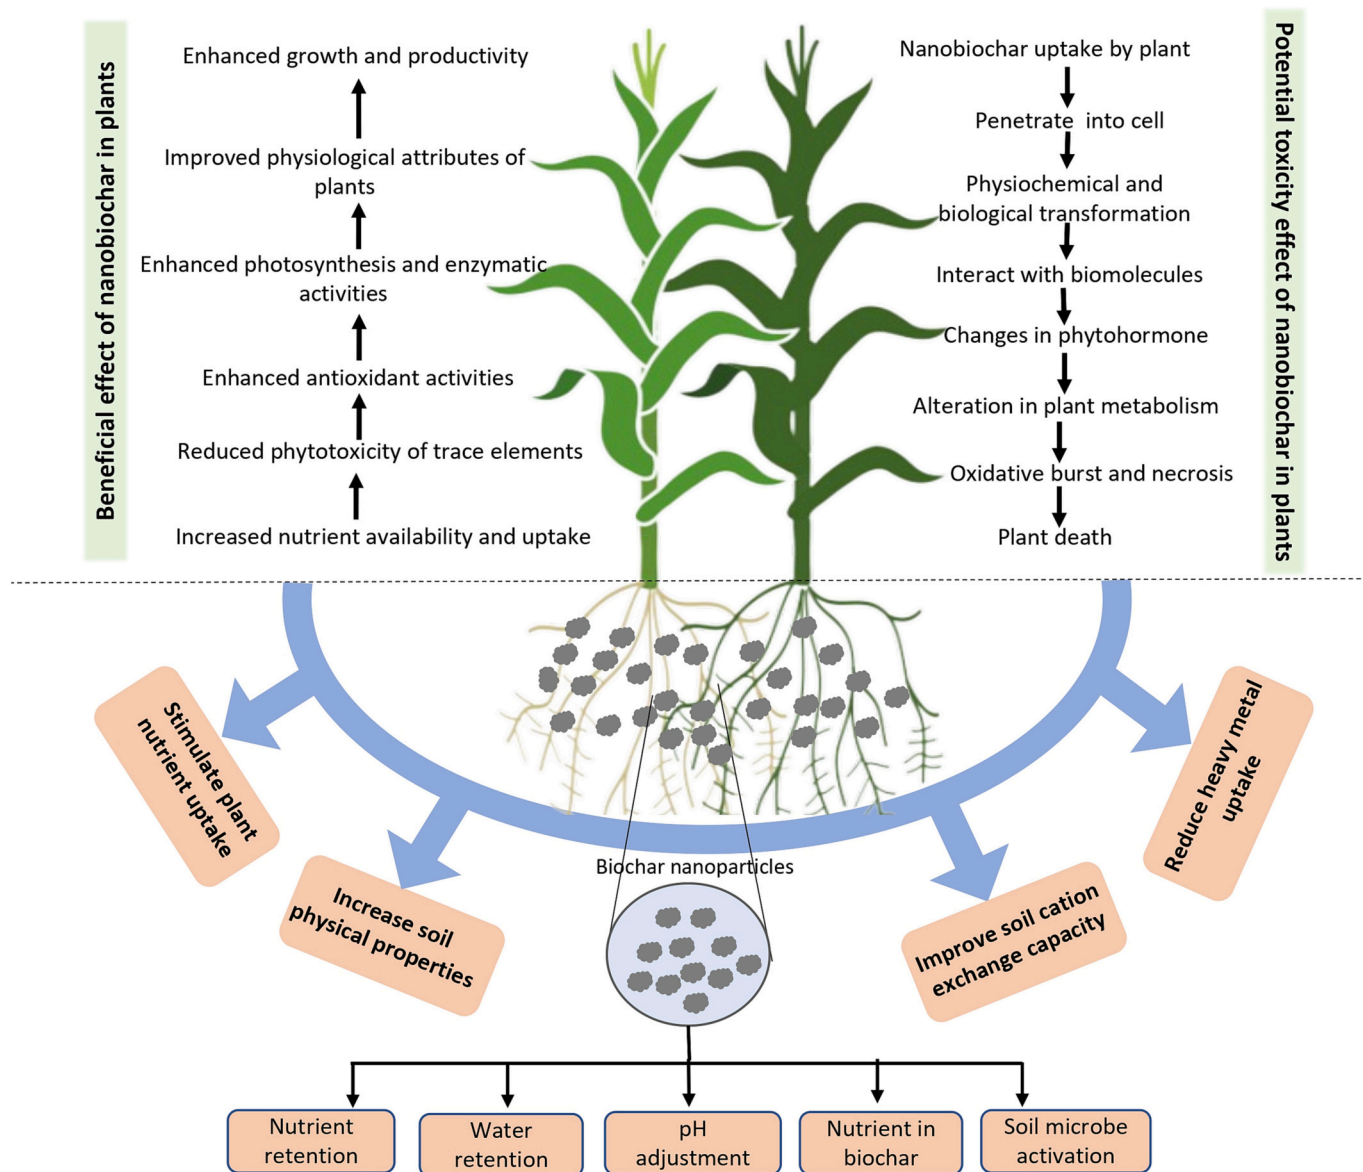 Beneficial effect of nanobiochar in plants
Enhanced growth and productivity
Improved physiological attributes of
plants
Enhanced photosynthesis and enzymatic
activities
Enhanced antioxidant activities
Reduced phytotoxicity of trace elements
Increased nutrient availability and uptake
Nanobiochar uptake by plant
Penetrate into cell
Physiochemical and
biological transformation
Interact with biomolecules
Changes in phytohormone
Alteration in plant metabolism
Oxidative burst and necrosis
Plant death
Potential toxicity effect of nanobiochar in plants
Stimulate plant
nutrient uptake
Increase soil
physical properties
Biochar nanoparticles
Improve soil cation
exchange capacity
Reduce heavy metal
uptake
Nutrient
retention
Water
retention
pH
adjustment
Nutrient in
biochar
Soil microbe
activation